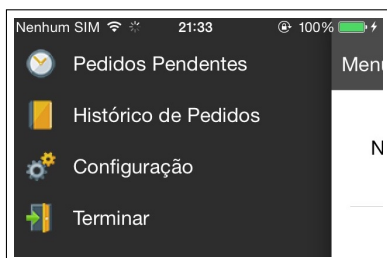 Nenhum SIM 21:33 100%
Pedidos Pendentes
Menu
Histórico de Pedidos
N
Configuração
Terminar